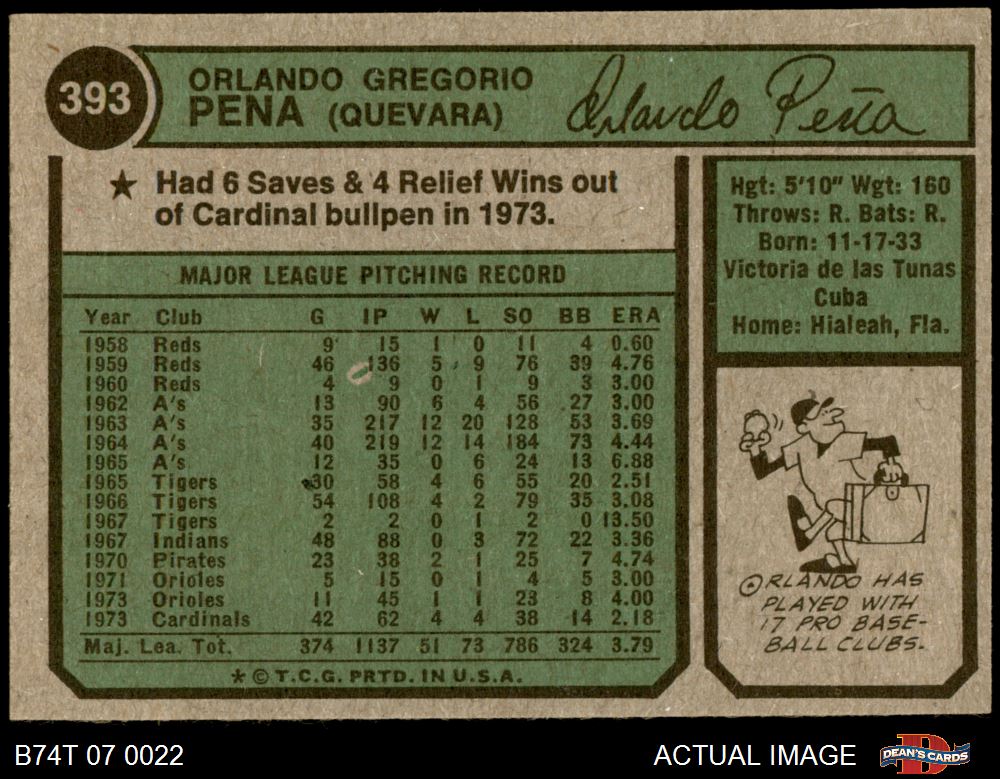 393
ORLANDO GREGORIO
PENA (QUEVARA)
Orlando Peña
★ Had 6 Saves & 4 Relief Wins out
of Cardinal bullpen in 1973.
MAJOR LEAGUE PITCHING RECORD
Year Club G IP W L SO BB ERA
1958 Reds 9 15 1 0 11 4 0.60
1959 Reds 46 136 5 9 76 39 4.76
1960 Reds 4 9 0 1 9 3 3.00
1962 A's 13 90 6 4 56 27 3.00
1963 A's 35 217 12 20 128 53 3.69
1964 A's 40 219 12 14 184 73 4.44
1965 A's 12 35 0 6 24 13 6.88
1965 Tigers 30 58 4 6 55 20 2.51
1966 Tigers 54 108 4 2 79 35 3.08
1967 Tigers 2 2 0 1 2 0 13.50
1967 Indians 48 88 0 3 72 22 3.36
1970 Pirates 23 38 2 1 25 7 4.74
1971 Orioles 5 15 0 1 4 5 3.00
1973 Orioles 11 45 1 1 23 8 4.00
1973 Cardinals 42 62 4 4 38 14 2.18
Maj. Lea. Tot. 374 1137 51 73 786 324 3.79
★ © T.C.G. PRTD. IN U.S.A.
Hgt: 5'10" Wgt: 160
Throws: R. Bats: R.
Born: 11-17-33
Victoria de las Tunas
Cuba
Home: Hialeah, Fla.
ORLANDO HAS
PLAYED WITH
17 PRO BASE-
BALL CLUBS.
B74T 07 0022
ACTUAL IMAGE
D
DEAN'S CARDS